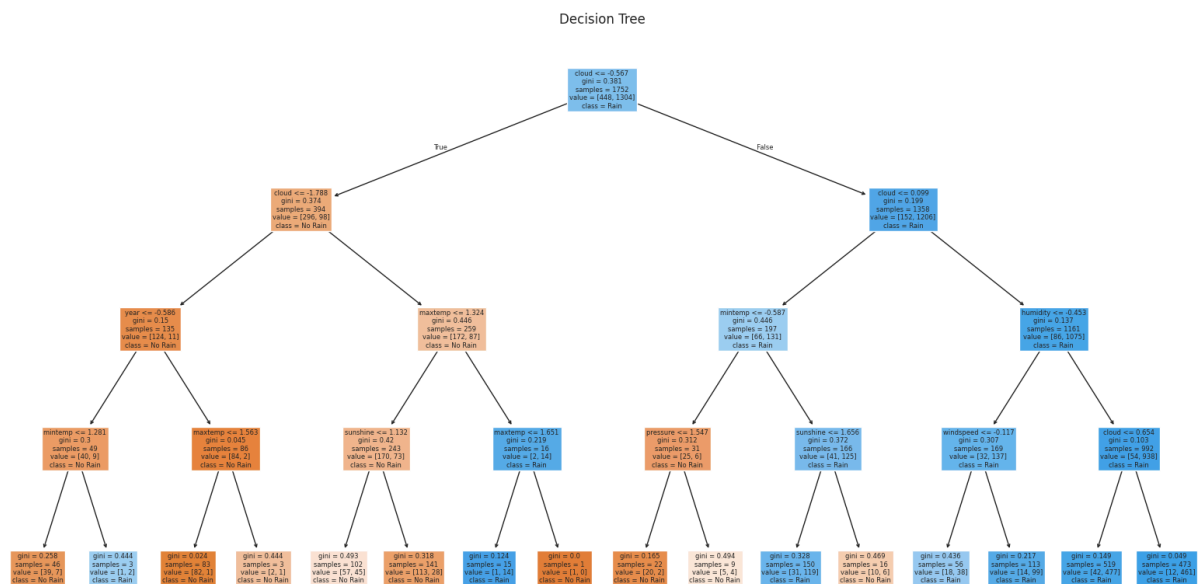 Decision Tree
cloud <= -0.567
gini = 0.381
samples = 1752
value = [448, 1304]
class = Rain
True
False
cloud <= -1.788
gini = 0.374
samples = 394
value = [296, 98]
class = No Rain
cloud <= 0.099
gini = 0.199
samples = 1358
value = [152, 1206]
class = Rain
year <= -0.586
gini = 0.15
samples = 135
value = [124, 11]
class = No Rain
maxtemp <= 1.324
gini = 0.446
samples = 259
value = [172, 87]
class = No Rain
mintemp <= -0.587
gini = 0.446
samples = 197
value = [66, 131]
class = Rain
humidity <= -0.453
gini = 0.137
samples = 1161
value = [86, 1075]
class = Rain
mintemp <= 1.281
gini = 0.3
samples = 49
value = [40, 9]
class = No Rain
maxtemp <= 1.563
gini = 0.045
samples = 86
value = [84, 2]
class = No Rain
sunshine <= 1.132
gini = 0.42
samples = 243
value = [170, 73]
class = No Rain
maxtemp <= 1.651
gini = 0.219
samples = 16
value = [2, 14]
class = Rain
pressure <= 1.547
gini = 0.312
samples = 31
value = [25, 6]
class = No Rain
sunshine <= 1.656
gini = 0.372
samples = 166
value = [41, 125]
class = Rain
windspeed <= -0.117
gini = 0.307
samples = 169
value = [32, 137]
class = Rain
cloud <= 0.654
gini = 0.103
samples = 992
value = [54, 938]
class = Rain
gini = 0.258
samples = 46
value = [39, 7]
class = No Rain
gini = 0.444
samples = 3
value = [1, 2]
class = Rain
gini = 0.024
samples = 83
value = [82, 1]
class = No Rain
gini = 0.444
samples = 3
value = [2, 1]
class = No Rain
gini = 0.493
samples = 102
value = [57, 45]
class = No Rain
gini = 0.318
samples = 141
value = [113, 28]
class = No Rain
gini = 0.124
samples = 15
value = [1, 14]
class = Rain
gini = 0.0
samples = 1
value = [1, 0]
class = No Rain
gini = 0.165
samples = 22
value = [20, 2]
class = No Rain
gini = 0.494
samples = 9
value = [5, 4]
class = No Rain
gini = 0.328
samples = 150
value = [31, 119]
class = Rain
gini = 0.469
samples = 16
value = [10, 6]
class = No Rain
gini = 0.436
samples = 56
value = [18, 38]
class = Rain
gini = 0.217
samples = 113
value = [14, 99]
class = Rain
gini = 0.149
samples = 519
value = [42, 477]
class = Rain
gini = 0.049
samples = 473
value = [12, 461]
class = Rain